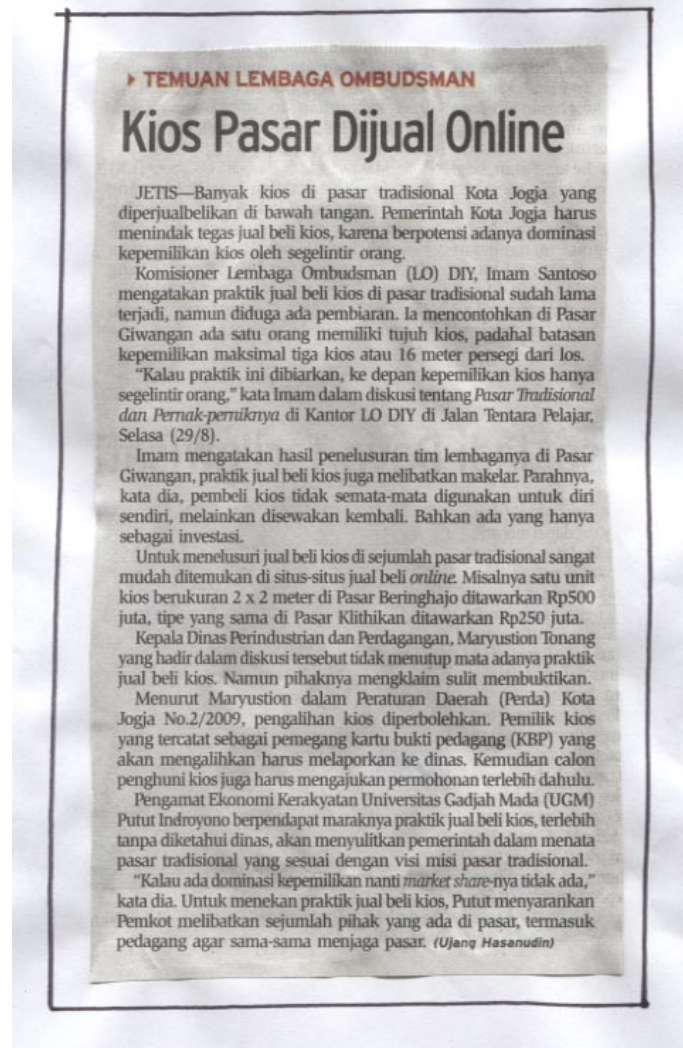 TEMUAN LEMBAGA OMBUDSMAN
Kios Pasar Dijual Online
JETIS—Banyak kios di pasar tradisional Kota Jogja yang
diperjualbelikan di bawah tangan. Pemerintah Kota Jogja harus
menindak tegas jual beli kios, karena berpotensi adanya dominasi
kepemilikan kios oleh segelintir orang.
Komisioner Lembaga Ombudsman (LO) DIY, Imam Santoso
mengatakan praktik jual beli kios di pasar tradisional sudah lama
terjadi, namun diduga ada pembiaran. Ia mencontohkan di Pasar
Giwangan ada satu orang memiliki tujuh kios, padahal batasan
kepemilikan maksimal tiga kios atau 16 meter persegi dari los.
“Kalau praktik ini dibiarkan, ke depan kepemilikan kios hanya
segelintir orang,” kata Imam dalam diskusi tentang Pasar Tradisional
dan Pernak-perniknya di Kantor LO DIY di Jalan Tentara Pelajar,
Selasa (29/8).
Imam mengatakan hasil penelusuran tim lembaganya di Pasar
Giwangan, praktik jual beli kios juga melibatkan makelar. Parahnya,
kata dia, pembeli kios tidak semata-mata digunakan untuk diri
sendiri, melainkan disewakan kembali. Bahkan ada yang hanya
sebagai investasi.
Untuk menelusuri jual beli kios di sejumlah pasar tradisional sangat
mudah ditemukan di situs-situs jual beli online. Misalnya satu unit
kios berukuran 2 x 2 meter di Pasar Beringhajo ditawarkan Rp500
juta, tipe yang sama di Pasar Klithikan ditawarkan Rp250 juta.
Kepala Dinas Perindustrian dan Perdagangan, Maryustion Tonang
yang hadir dalam diskusi tersebut tidak menutup mata adanya praktik
jual beli kios. Namun pihaknya mengklaim sulit membuktikan.
Menurut Maryustion dalam Peraturan Daerah (Perda) Kota
Jogja No.2/2009, pengalihan kios diperbolehkan. Pemilik kios
yang tercatat sebagai pemegang kartu bukti pedagang (KBP) yang
akan mengalihkan harus melaporkan ke dinas. Kemudian calon
penghuni kios juga harus mengajukan permohonan terlebih dahulu.
Pengamat Ekonomi Kerakyatan Universitas Gadjah Mada (UGM)
Putut Indroyono berpendapat maraknya praktik jual beli kios, terlebih
tanpa diketahui dinas, akan menyulitkan pemerintah dalam menata
pasar tradisional yang sesuai dengan visi misi pasar tradisional.
“Kalau ada dominasi kepemilikan nanti market share-nya tidak ada,”
kata dia. Untuk menekan praktik jual beli kios, Putut menyarankan
Pemkot melibatkan sejumlah pihak yang ada di pasar, termasuk
pedagang agar sama-sama menjaga pasar. (Ujang Hasanudin)